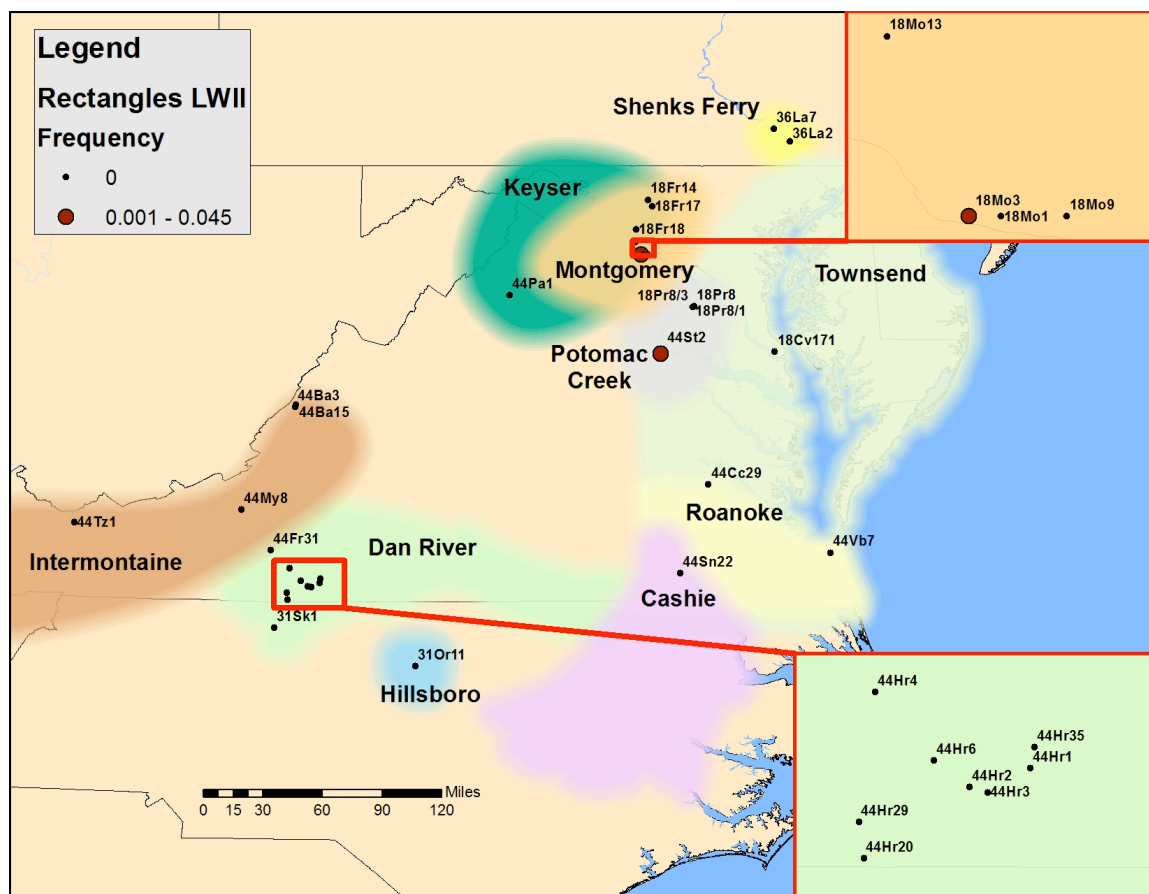 Legend
Rectangles LWII
Frequency
0
0.001 - 0.045
Shenks Ferry
36La7
36La2
18Mo13
18Mo3
18Mo1
18Mo9
Keyser
18Fr14
18Fr17
18Fr18
Montgomery
Townsend
44Pa1
18Pr8/3
18Pr8
18Pr8/1
44St2
18Cv171
Potomac
Creek
44Ba3
44Ba15
44My8
44Cc29
44Tz1
Roanoke
44Fr31
Dan River
44Vb7
Intermontaine
44Sn22
Cashie
31Sk1
31Or11
Hillsboro
44Hr4
44Hr35
44Hr6
44Hr1
44Hr2
44Hr3
44Hr29
44Hr20
Miles
0 15 30 60 90 120